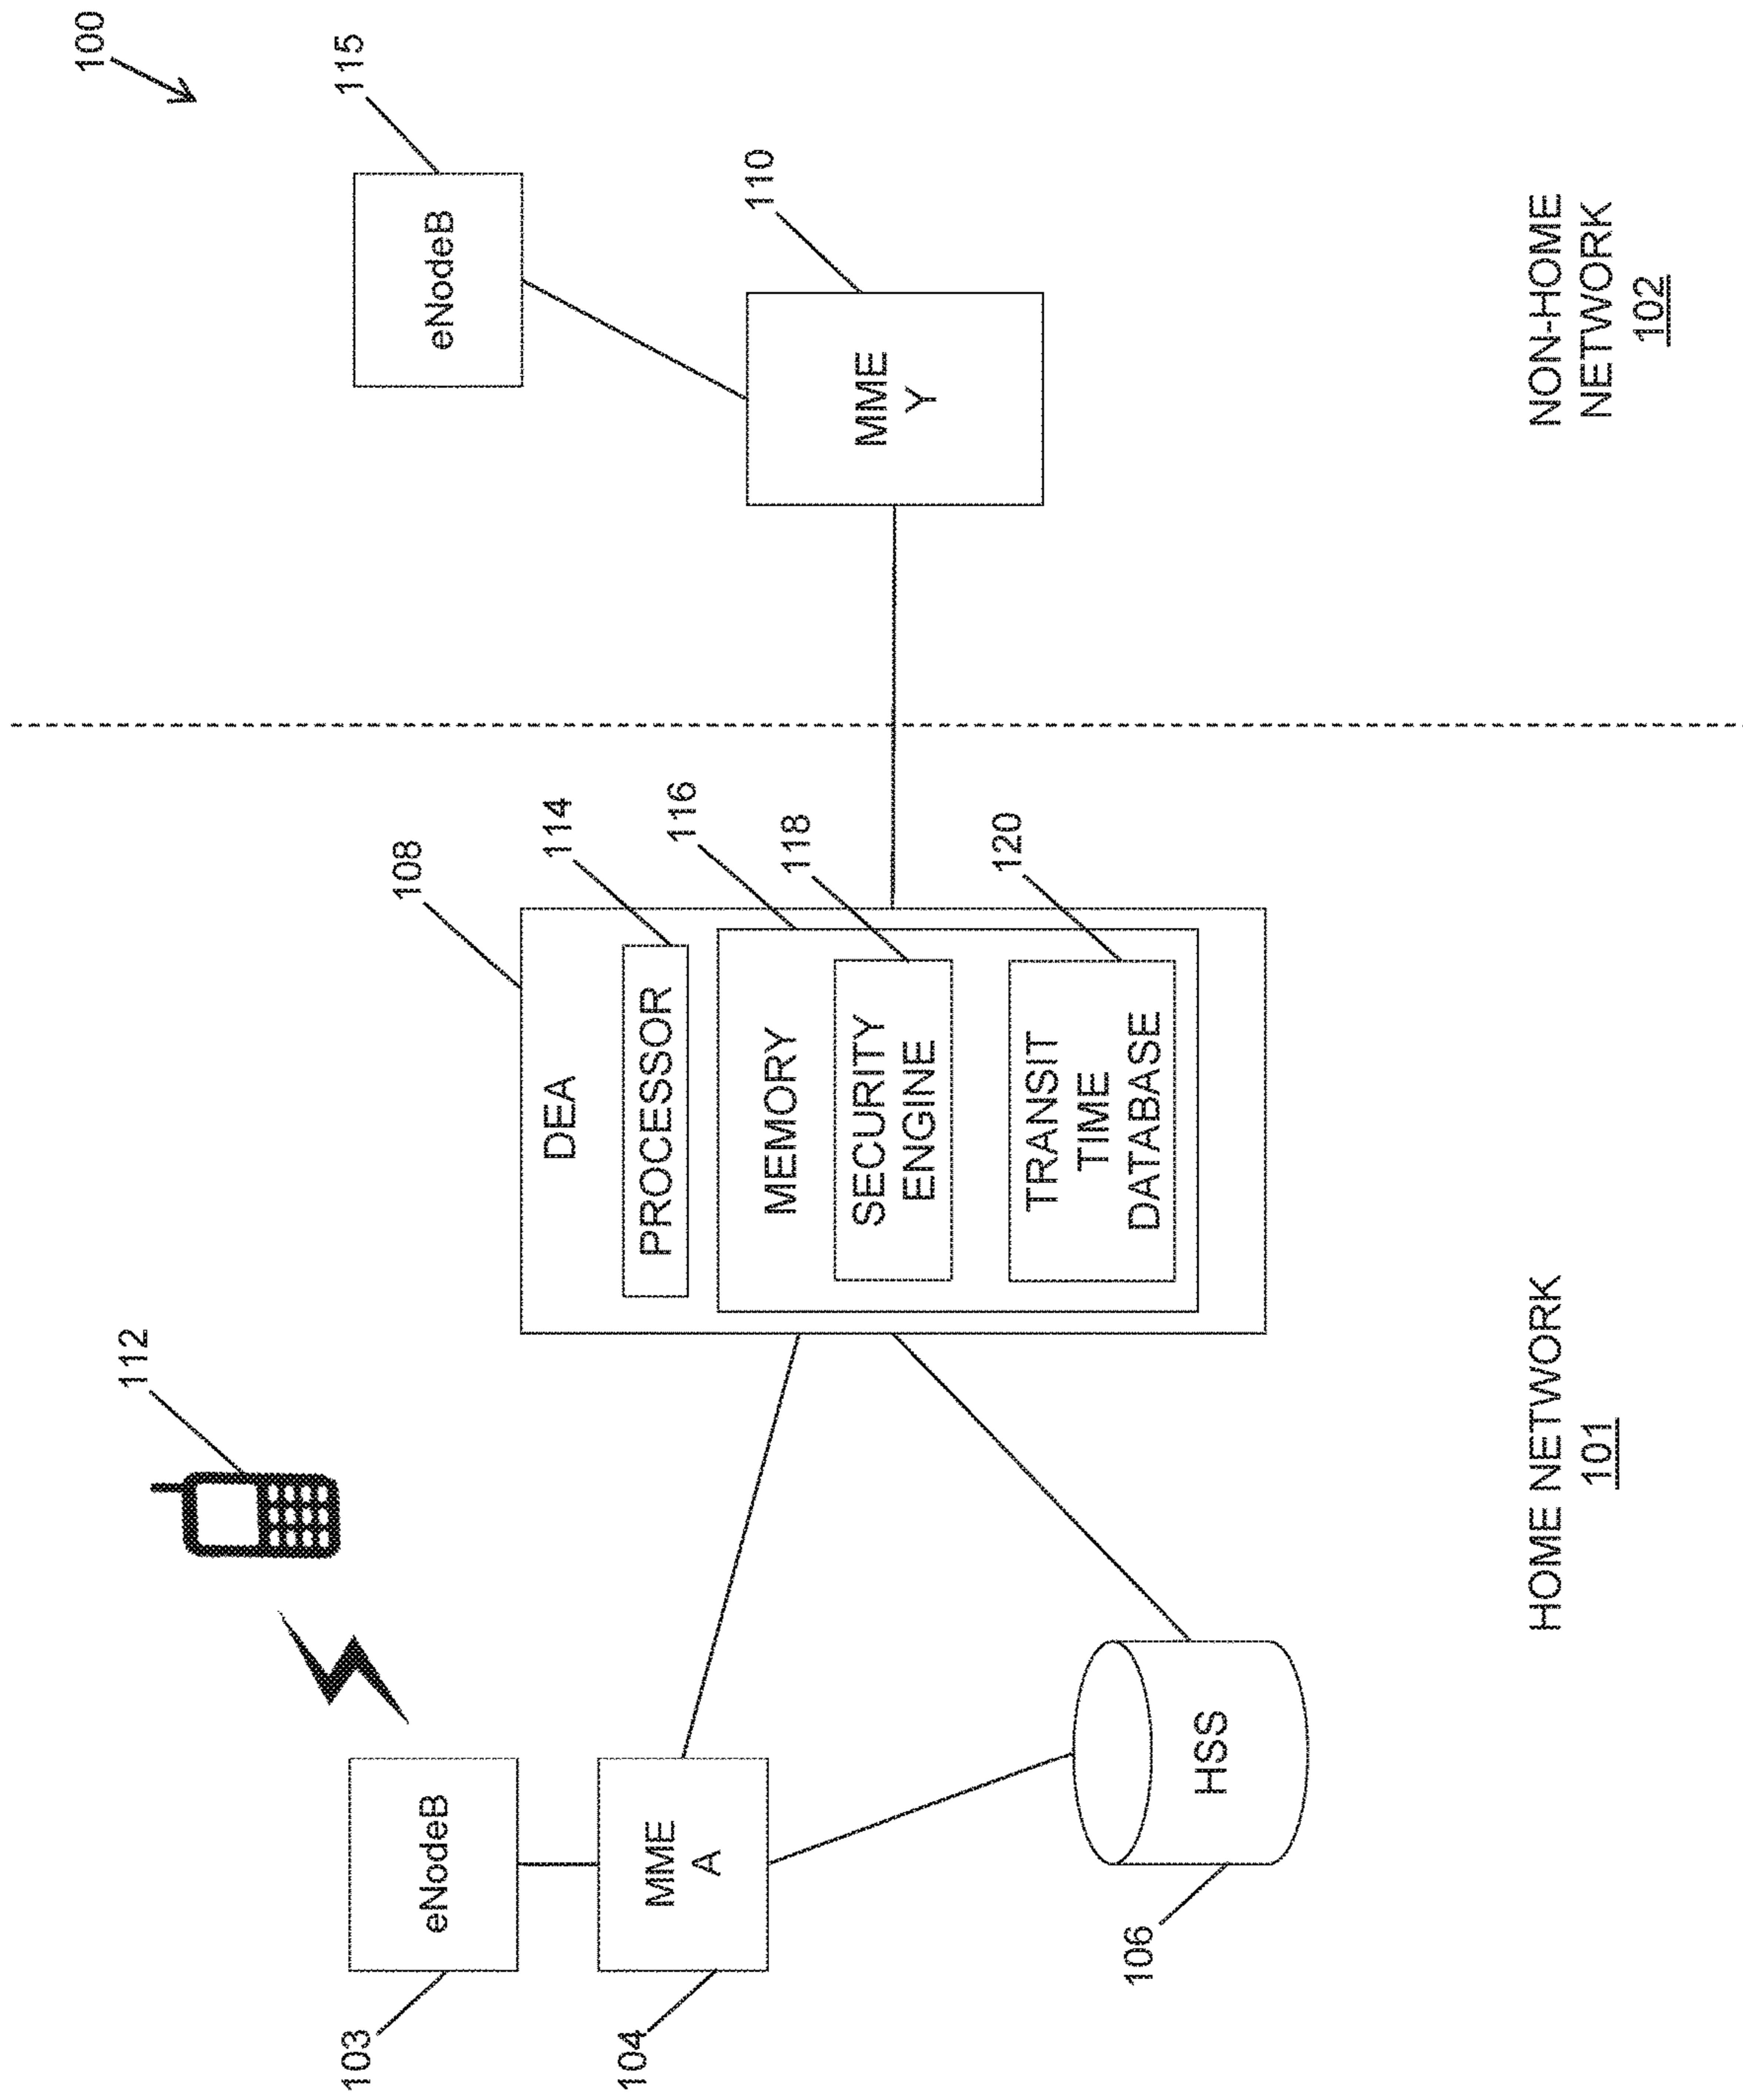 100
112
103
eNodeB
104
MME
A
106
HSS
108
DEA
114
PROCESSOR
116
MEMORY
118
SECURITY
ENGINE
120
TRANSIT
TIME
DATABASE
HOME NETWORK
101
115
eNodeB
110
MME
Y
NON-HOME
NETWORK
102